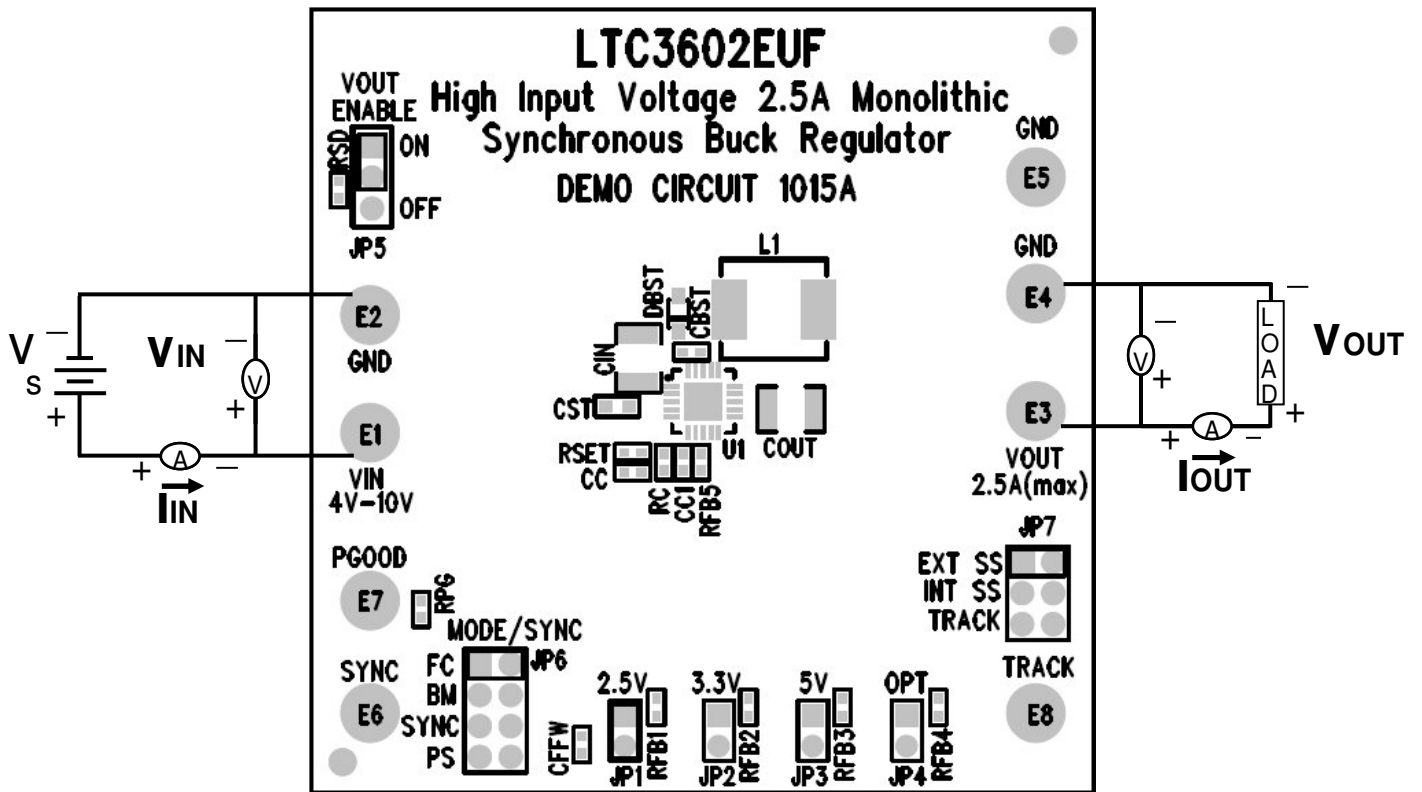 LTC3602EUF
High Input Voltage 2.5A Monolithic
Synchronous Buck Regulator
DEMO CIRCUIT 1015A
VOUT
ENABLE
RSD
ON
OFF
JP5
GND
E5
GND
E4
E3
VOUT
2.5A(max)
E2
GND
E1
VIN
4V-10V
VS
–
+
VIN
–
V
+
+
A
–
IIN
–
V
+
LOAD
–
+
VOUT
+
A
-
IOUT
L1
DBST
CBST
CIN
CST
U1
COUT
RSET
CC
RC
CC1
RFB5
PGOOD
E7
RPG
SYNC
E6
MODE/SYNC
JP6
FC
BM
SYNC
PS
CFFW
2.5V
RFB1
JP1
3.3V
RFB2
JP2
5V
RFB3
JP3
OPT
RFB4
JP4
JP7
EXT SS
INT SS
TRACK
TRACK
E8